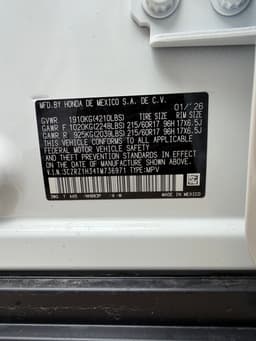 MFD.BY HONDA DE MEXICO S.A. DE C.V.
01/'26
GVWR 1910KG(4210LBS) TIRE SIZE RIM SIZE
GAWR F 1020KG(2248LBS) 215/60R17 96H 17X6.5J
GAWR R 925KG(2039LBS) 215/60R17 96H 17X6.5J
THIS VEHICLE CONFORMS TO ALL APPLICABLE
FEDERAL MOTOR VEHICLE SAFETY
AND THEFT PREVENTION STANDARDS IN EFFECT
ON THE DATE OF MANUFACTURE SHOWN ABOVE.
V.I.N.:3CZRZ1H341M736971 TYPE:MPV
MADE IN MEXICO